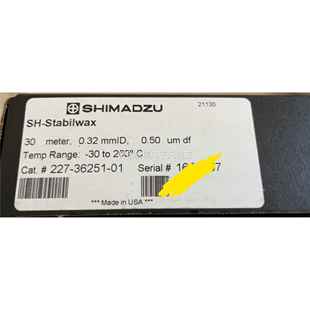 SHIMADZU
21130
SH-Stabilwax
30 meter, 0.32 mmID, 0.50 um df
Temp Range: -30 to °C
Cat. # 227-36251-01 Serial #
*** Made in USA ***